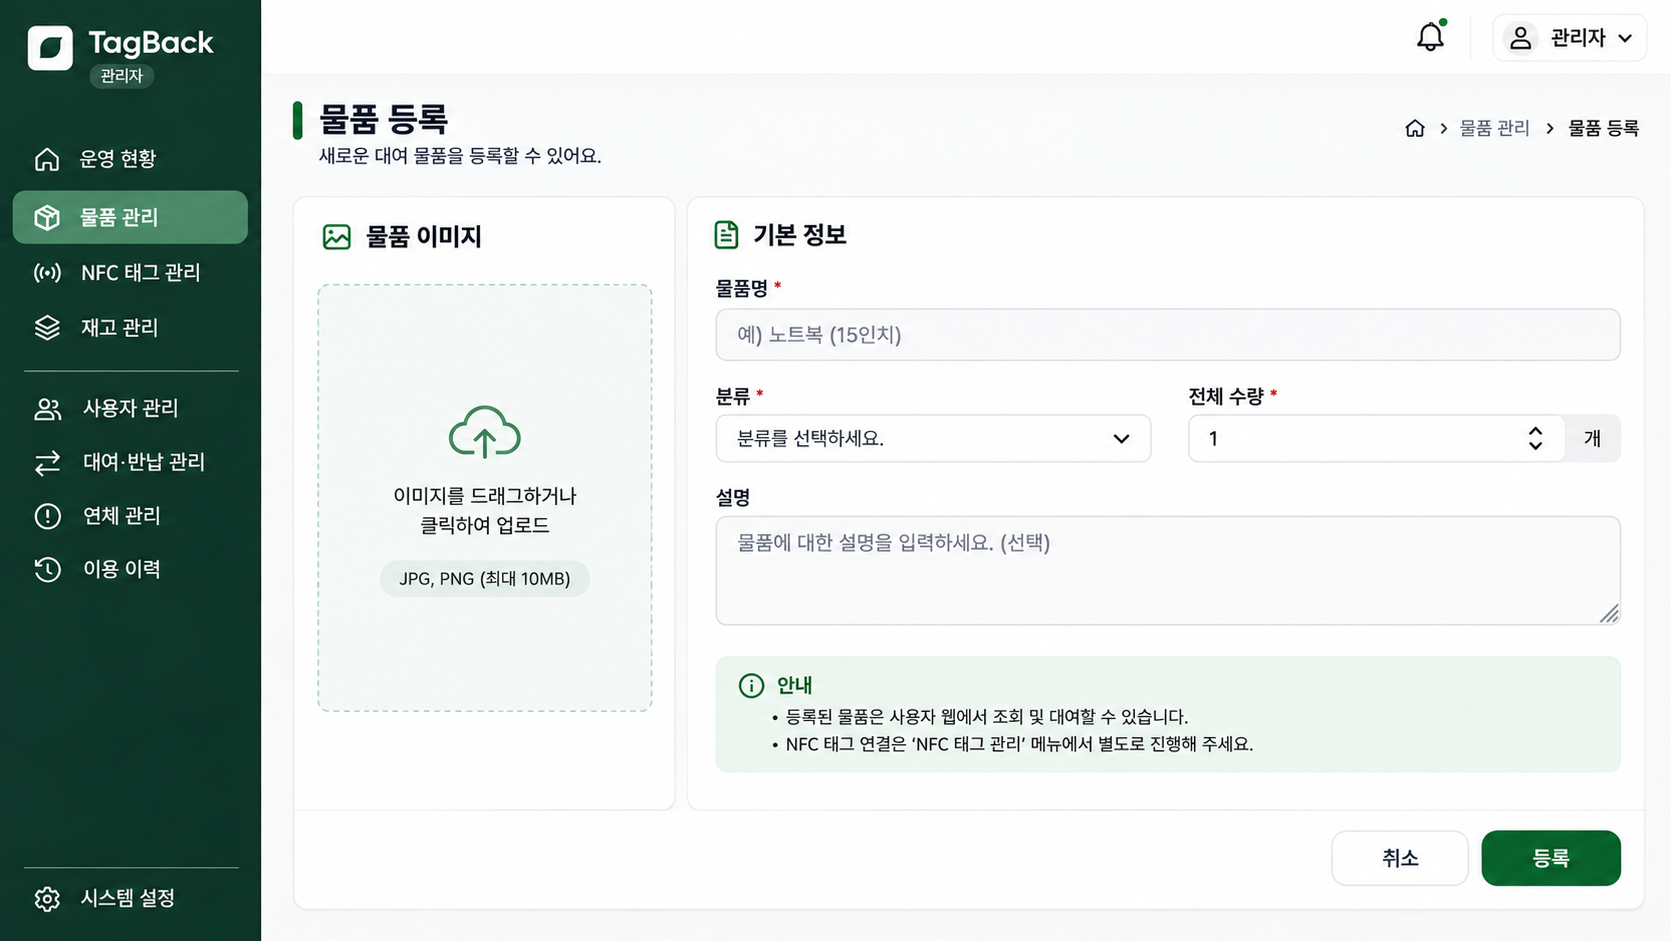 TagBack
관리자
운영 현황
물품 관리
NFC 태그 관리
재고 관리
사용자 관리
대여·반납 관리
연체 관리
이용 이력
시스템 설정
관리자
물품 등록
새로운 대여 물품을 등록할 수 있어요.
물품 관리 > 물품 등록
물품 이미지
이미지를 드래그하거나
클릭하여 업로드
JPG, PNG (최대 10MB)
기본 정보
물품명 *
예) 노트북 (15인치)
분류 *
분류를 선택하세요.
전체 수량 *
1
개
설명
물품에 대한 설명을 입력하세요. (선택)
안내
• 등록된 물품은 사용자 웹에서 조회 및 대여할 수 있습니다.
• NFC 태그 연결은 ‘NFC 태그 관리’ 메뉴에서 별도로 진행해 주세요.
취소
등록